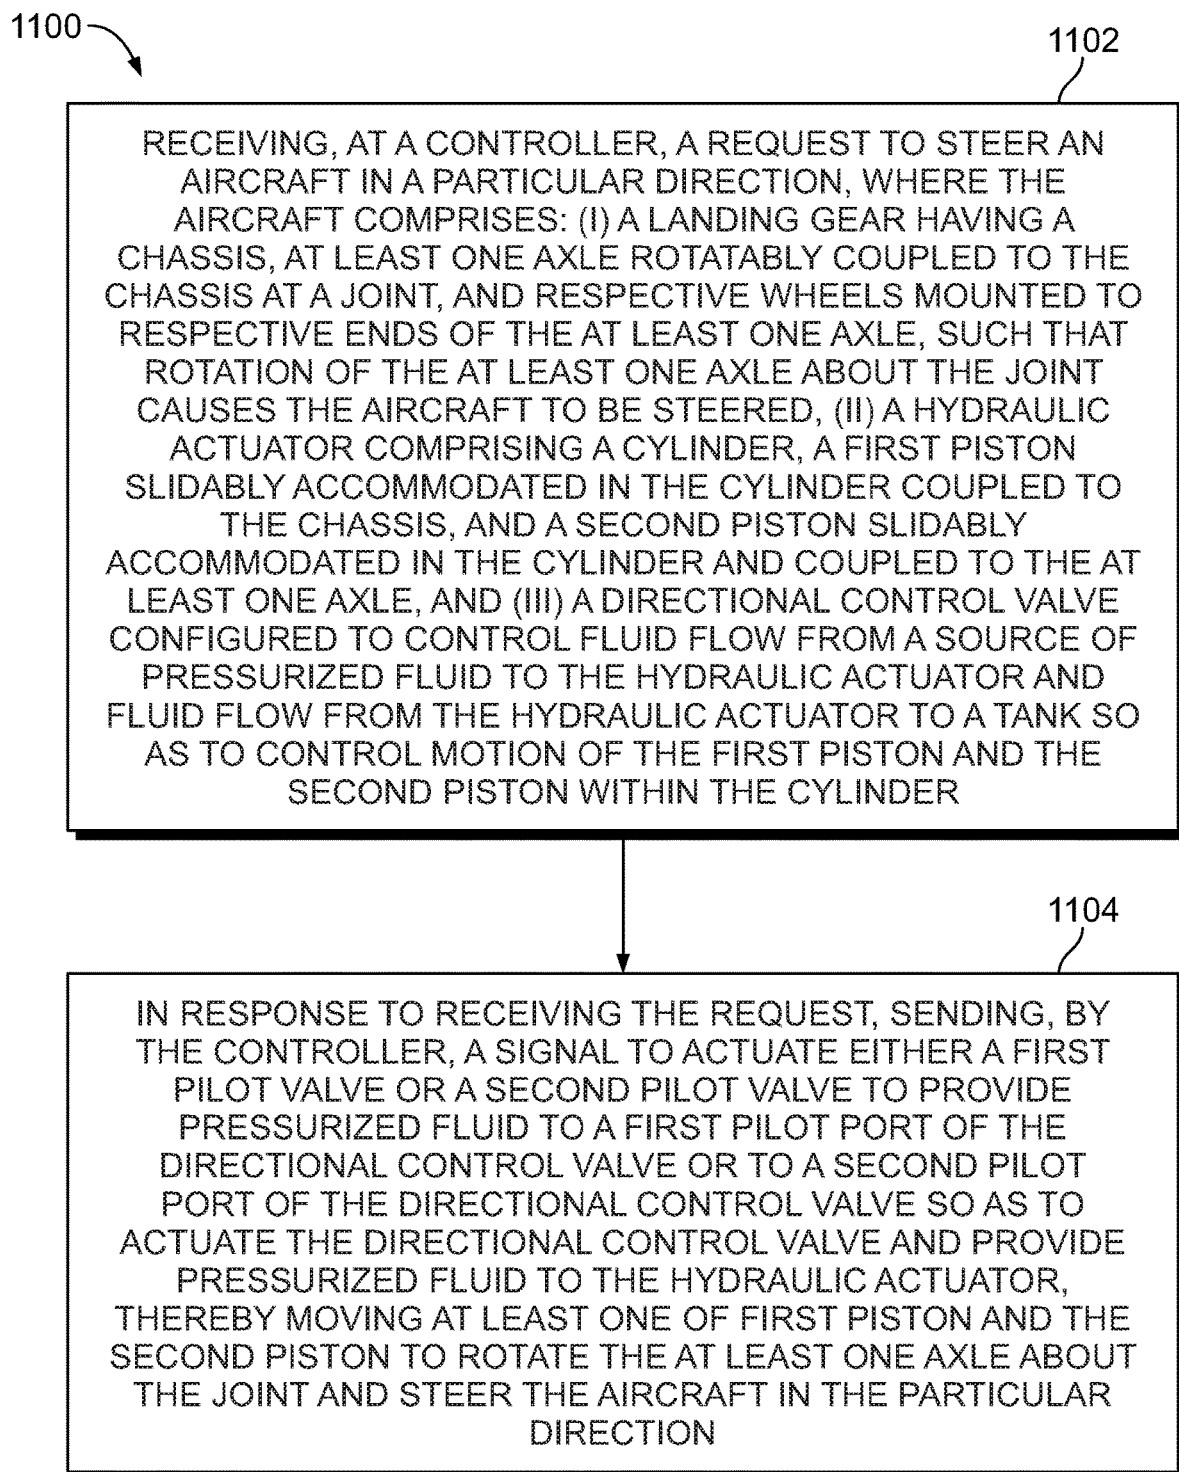 1100
1102
RECEIVING, AT A CONTROLLER, A REQUEST TO STEER AN
AIRCRAFT IN A PARTICULAR DIRECTION, WHERE THE
AIRCRAFT COMPRISES: (I) A LANDING GEAR HAVING A
CHASSIS, AT LEAST ONE AXLE ROTATABLY COUPLED TO THE
CHASSIS AT A JOINT, AND RESPECTIVE WHEELS MOUNTED TO
RESPECTIVE ENDS OF THE AT LEAST ONE AXLE, SUCH THAT
ROTATION OF THE AT LEAST ONE AXLE ABOUT THE JOINT
CAUSES THE AIRCRAFT TO BE STEERED, (II) A HYDRAULIC
ACTUATOR COMPRISING A CYLINDER, A FIRST PISTON
SLIDABLY ACCOMMODATED IN THE CYLINDER COUPLED TO
THE CHASSIS, AND A SECOND PISTON SLIDABLY
ACCOMMODATED IN THE CYLINDER AND COUPLED TO THE AT
LEAST ONE AXLE, AND (III) A DIRECTIONAL CONTROL VALVE
CONFIGURED TO CONTROL FLUID FLOW FROM A SOURCE OF
PRESSURIZED FLUID TO THE HYDRAULIC ACTUATOR AND
FLUID FLOW FROM THE HYDRAULIC ACTUATOR TO A TANK SO
AS TO CONTROL MOTION OF THE FIRST PISTON AND THE
SECOND PISTON WITHIN THE CYLINDER
1104
IN RESPONSE TO RECEIVING THE REQUEST, SENDING, BY
THE CONTROLLER, A SIGNAL TO ACTUATE EITHER A FIRST
PILOT VALVE OR A SECOND PILOT VALVE TO PROVIDE
PRESSURIZED FLUID TO A FIRST PILOT PORT OF THE
DIRECTIONAL CONTROL VALVE OR TO A SECOND PILOT
PORT OF THE DIRECTIONAL CONTROL VALVE SO AS TO
ACTUATE THE DIRECTIONAL CONTROL VALVE AND PROVIDE
PRESSURIZED FLUID TO THE HYDRAULIC ACTUATOR,
THEREBY MOVING AT LEAST ONE OF FIRST PISTON AND THE
SECOND PISTON TO ROTATE THE AT LEAST ONE AXLE ABOUT
THE JOINT AND STEER THE AIRCRAFT IN THE PARTICULAR
DIRECTION